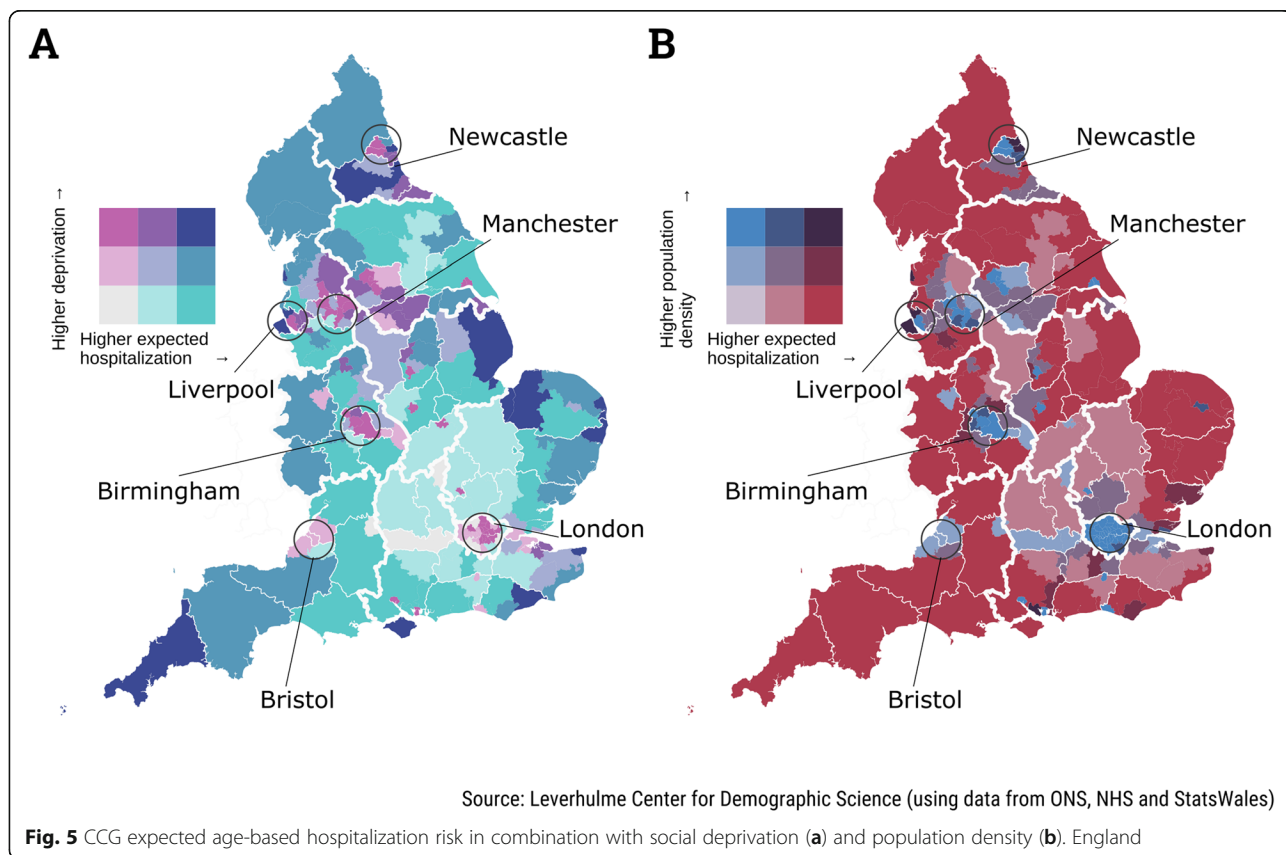 A
Newcastle
Manchester
Higher deprivation →
Higher expected
hospitalization →
Liverpool
Birmingham
London
Bristol
B
Newcastle
Manchester
Higher population →
density
Higher expected
hospitalization →
Liverpool
Birmingham
London
Bristol
Source: Leverhulme Center for Demographic Science (using data from ONS, NHS and StatsWales)
Fig. 5 CCG expected age-based hospitalization risk in combination with social deprivation (a) and population density (b). England